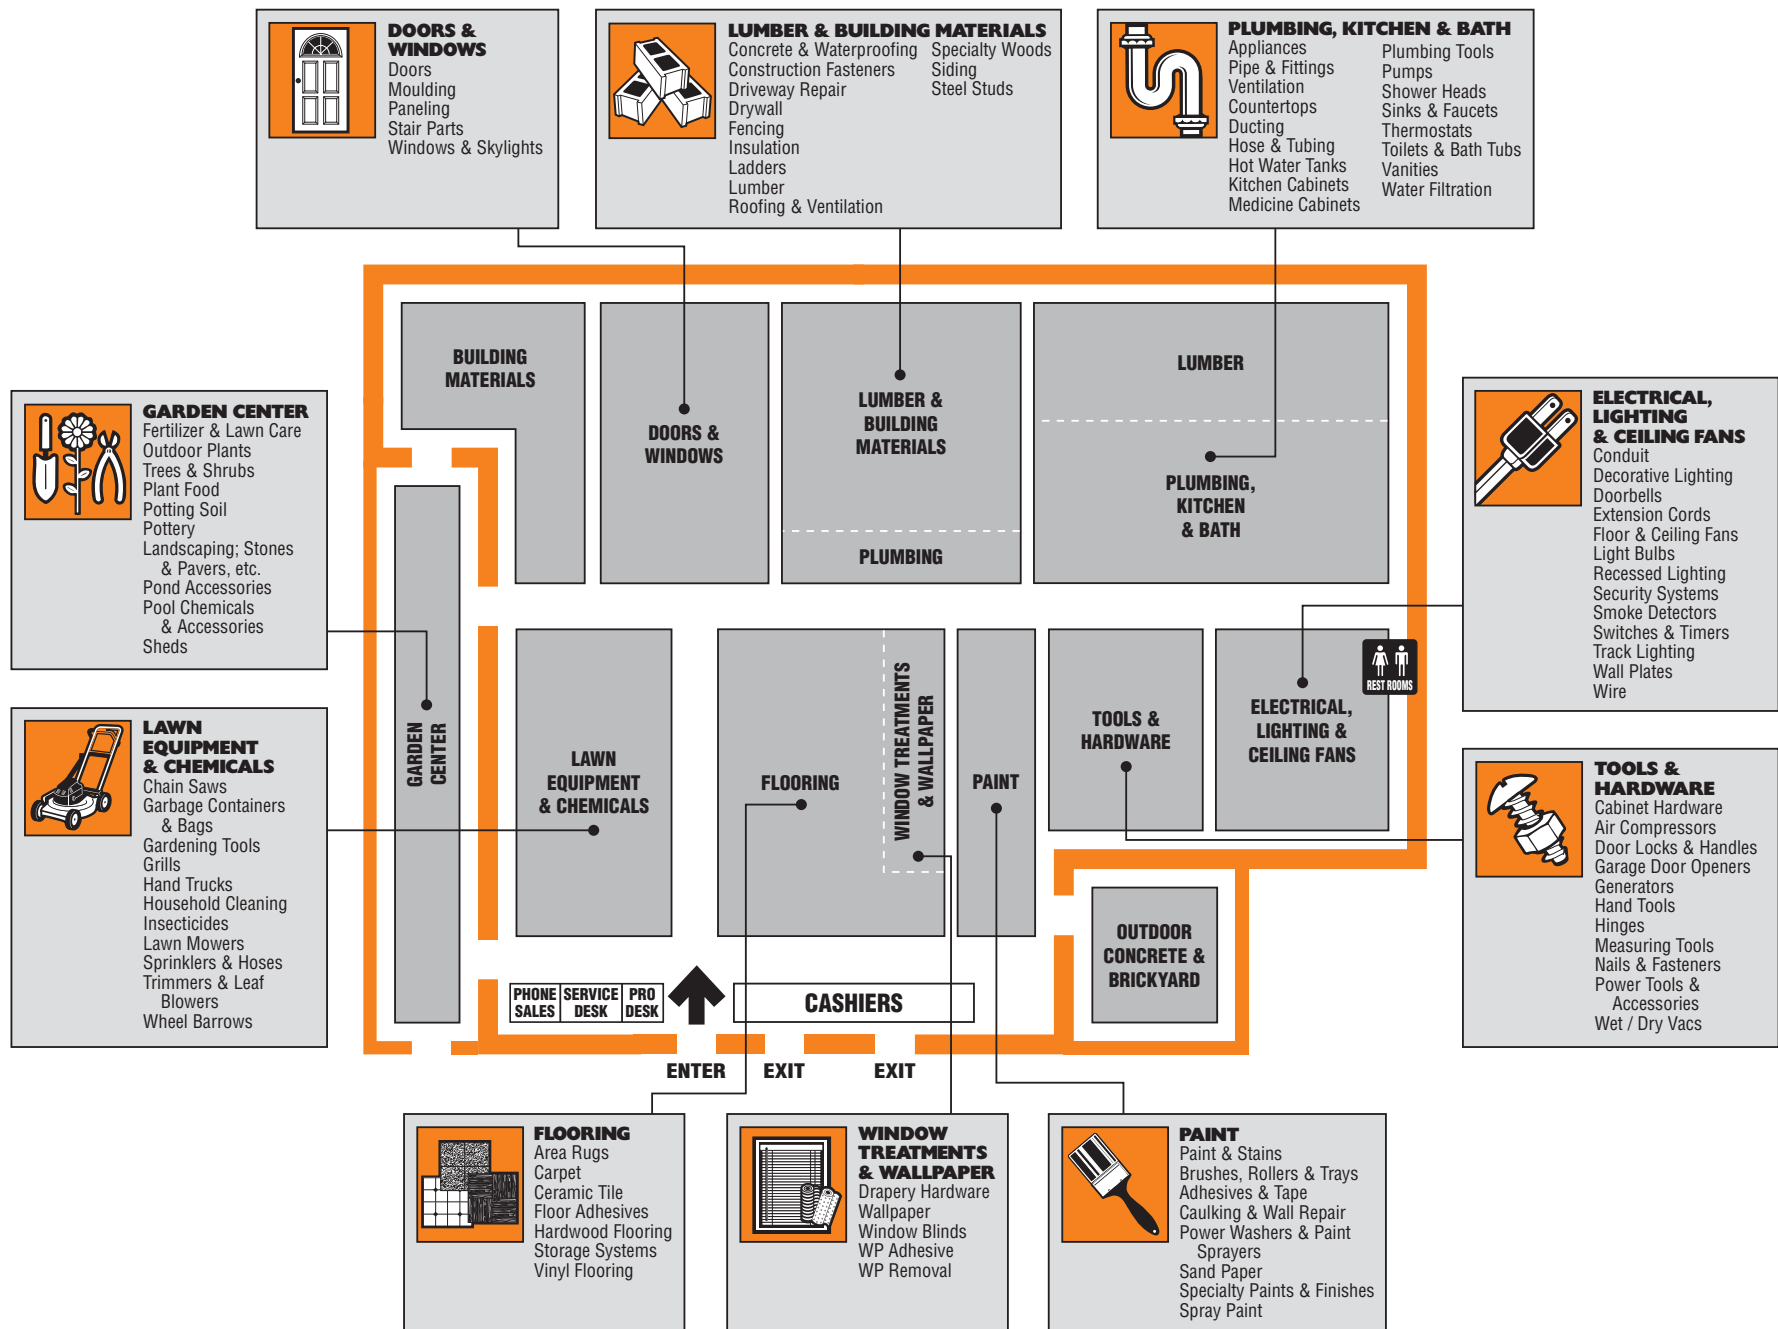 DOORS &
WINDOWS
Doors
Moulding
Paneling
Stair Parts
Windows & Skylights
LUMBER & BUILDING MATERIALS
Concrete & Waterproofing
Construction Fasteners
Driveway Repair
Drywall
Fencing
Insulation
Ladders
Lumber
Roofing & Ventilation
Specialty Woods
Siding
Steel Studs
PLUMBING, KITCHEN & BATH
Appliances
Pipe & Fittings
Ventilation
Countertops
Ducting
Hose & Tubing
Hot Water Tanks
Kitchen Cabinets
Medicine Cabinets
Plumbing Tools
Pumps
Shower Heads
Sinks & Faucets
Thermostats
Toilets & Bath Tubs
Vanities
Water Filtration
GARDEN CENTER
Fertilizer & Lawn Care
Outdoor Plants
Trees & Shrubs
Plant Food
Potting Soil
Pottery
Landscaping; Stones
& Pavers, etc.
Pond Accessories
Pool Chemicals
& Accessories
Sheds
LAWN
EQUIPMENT
& CHEMICALS
Chain Saws
Garbage Containers
& Bags
Gardening Tools
Grills
Hand Trucks
Household Cleaning
Insecticides
Lawn Mowers
Sprinklers & Hoses
Trimmers & Leaf
Blowers
Wheel Barrows
BUILDING
MATERIALS
DOORS &
WINDOWS
LUMBER &
BUILDING
MATERIALS
PLUMBING
LUMBER
PLUMBING,
KITCHEN
& BATH
GARDEN
CENTER
LAWN
EQUIPMENT
& CHEMICALS
FLOORING
WINDOW TREATMENTS
& WALLPAPER
PAINT
TOOLS &
HARDWARE
ELECTRICAL,
LIGHTING &
CEILING FANS
REST ROOMS
OUTDOOR
CONCRETE &
BRICKYARD
PHONE
SALES
SERVICE
DESK
PRO
DESK
CASHIERS
ENTER
EXIT
EXIT
ELECTRICAL,
LIGHTING
& CEILING FANS
Conduit
Decorative Lighting
Doorbells
Extension Cords
Floor & Ceiling Fans
Light Bulbs
Recessed Lighting
Security Systems
Smoke Detectors
Switches & Timers
Track Lighting
Wall Plates
Wire
TOOLS &
HARDWARE
Cabinet Hardware
Air Compressors
Door Locks & Handles
Garage Door Openers
Generators
Hand Tools
Hinges
Measuring Tools
Nails & Fasteners
Power Tools &
Accessories
Wet / Dry Vacs
FLOORING
Area Rugs
Carpet
Ceramic Tile
Floor Adhesives
Hardwood Flooring
Storage Systems
Vinyl Flooring
WINDOW
TREATMENTS
& WALLPAPER
Drapery Hardware
Wallpaper
Window Blinds
WP Adhesive
WP Removal
PAINT
Paint & Stains
Brushes, Rollers & Trays
Adhesives & Tape
Caulking & Wall Repair
Power Washers & Paint
Sprayers
Sand Paper
Specialty Paints & Finishes
Spray Paint